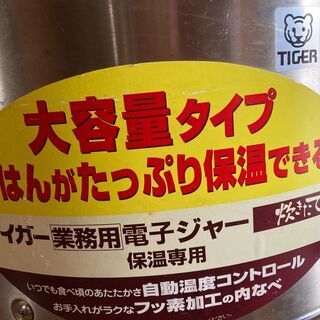 TIGER
大容量タイプ
はんがたっぷり保温できる
イガー業務用電子ジャー
炊きたて
保温専用
いつでも食べ頃のあたたかさ自動温度コントロール
お手入れがラクなフッ素加工の内なべ